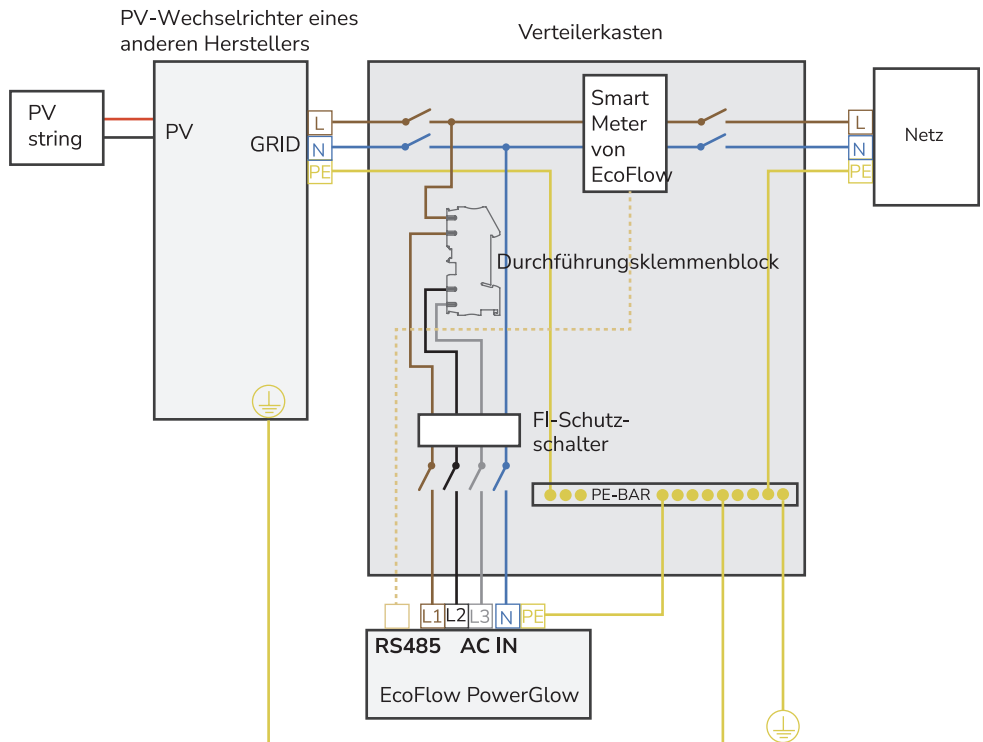 PV-Wechselrichter eines
anderen Herstellers
Verteilerkasten
PV
string
PV
GRID
L
N
PE
Smart
Meter
von
EcoFlow
L
N
PE
Netz
Durchführungsklemmenblock
FI-Schutz-
schalter
PE-BAR
L1
L2
L3
N
PE
RS485 AC IN
EcoFlow PowerGlow